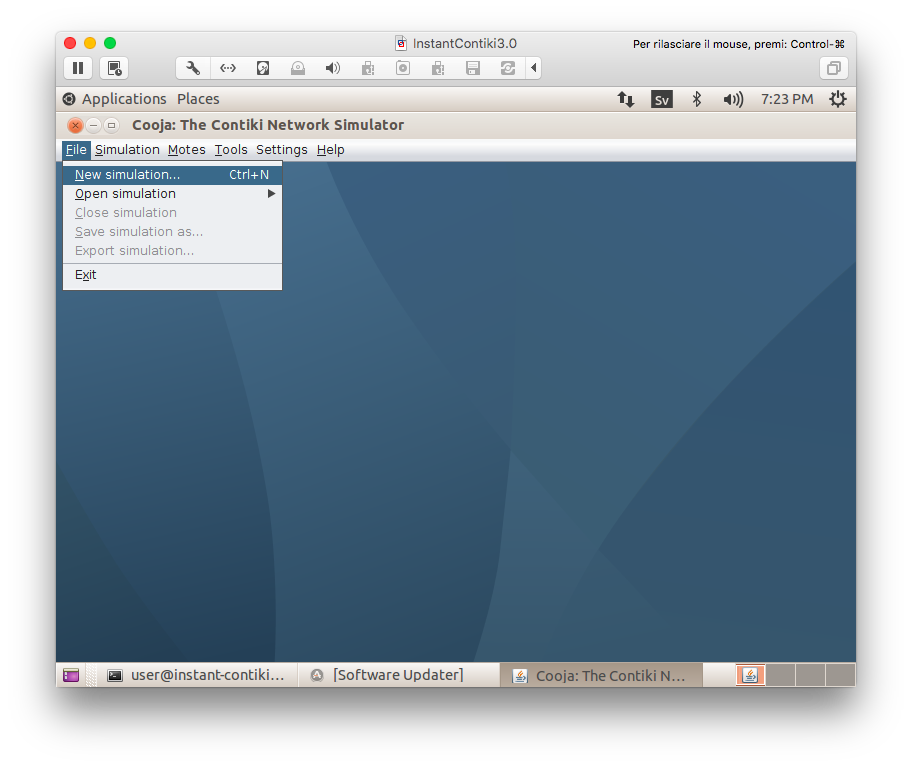 InstantContiki3.0
Per rilasciare il mouse, premi: Control-⌘
Applications Places Sv 7:23 PM
Cooja: The Contiki Network Simulator
File Simulation Motes Tools Settings Help
New simulation... Ctrl+N
Open simulation
Close simulation
Save simulation as...
Export simulation...
Exit
user@instant-contiki... [Software Updater] Cooja: The Contiki N...